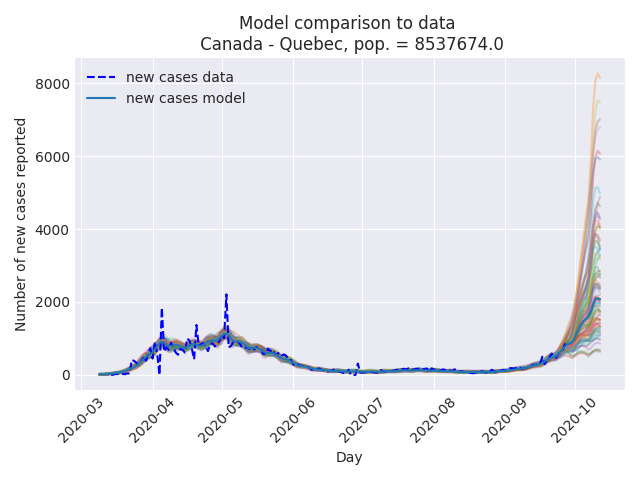 Model comparison to data
Canada - Quebec, pop. = 8537674.0
new cases data
new cases model
Number of new cases reported
8000
6000
4000
2000
0
2020-03
2020-04
2020-05
2020-06
2020-07
2020-08
2020-09
2020-10
Day